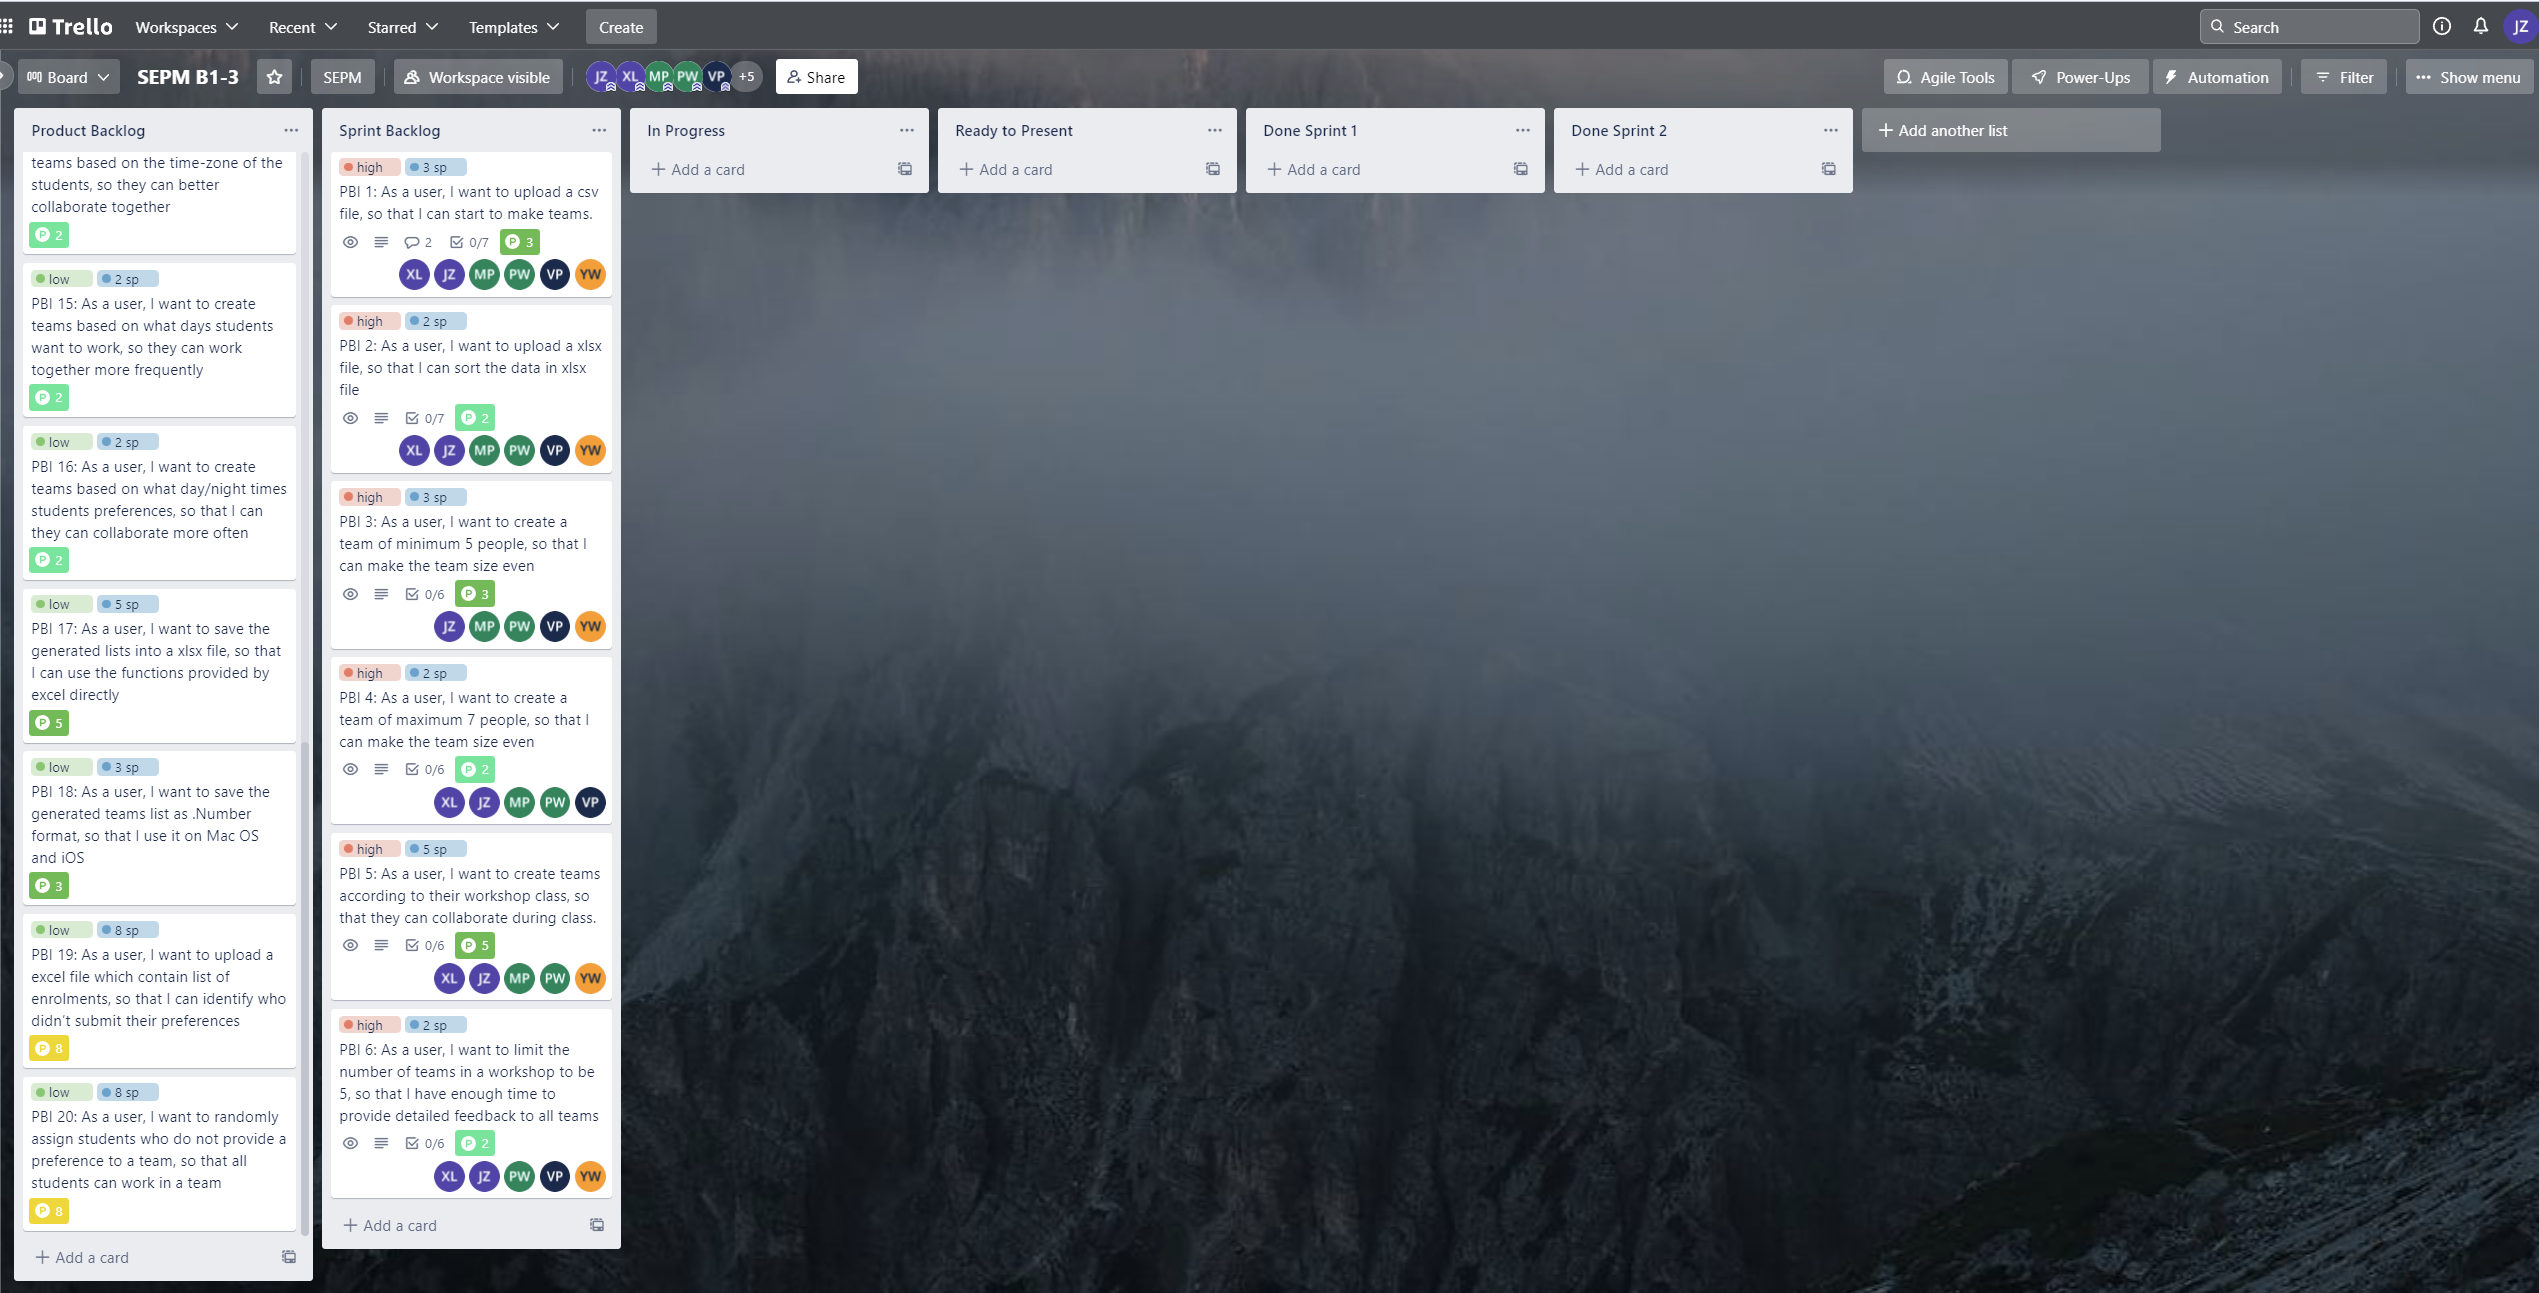 Trello
Workspaces
Recent
Starred
Templates
Create
Search
JZ
Board
SEPM B1-3
SEPM
Workspace visible
JZ XL MP PW VP +5
Share
Agile Tools
Power-Ups
Automation
Filter
Show menu
Product Backlog
teams based on the time-zone of the
students, so they can better
collaborate together
P 2
low 2 sp
PBI 15: As a user, I want to create
teams based on what days students
want to work, so they can work
together more frequently
P 2
low 2 sp
PBI 16: As a user, I want to create
teams based on what day/night times
students preferences, so that I can
they can collaborate more often
P 2
low 5 sp
PBI 17: As a user, I want to save the
generated lists into a xlsx file, so that
I can use the functions provided by
excel directly
P 5
low 3 sp
PBI 18: As a user, I want to save the
generated teams list as .Number
format, so that I use it on Mac OS
and iOS
P 3
low 8 sp
PBI 19: As a user, I want to upload a
excel file which contain list of
enrolments, so that I can identify who
didn't submit their preferences
P 8
low 8 sp
PBI 20: As a user, I want to randomly
assign students who do not provide a
preference to a team, so that all
students can work in a team
P 8
+ Add a card
Sprint Backlog
high 3 sp
PBI 1: As a user, I want to upload a csv
file, so that I can start to make teams.
2 0/7 P 3
XL JZ MP PW VP YW
high 2 sp
PBI 2: As a user, I want to upload a xlsx
file, so that I can sort the data in xlsx
file
0/7 P 2
XL JZ MP PW VP YW
high 3 sp
PBI 3: As a user, I want to create a
team of minimum 5 people, so that I
can make the team size even
0/6 P 3
JZ MP PW VP YW
high 2 sp
PBI 4: As a user, I want to create a
team of maximum 7 people, so that I
can make the team size even
0/6 P 2
XL JZ MP PW VP
high 5 sp
PBI 5: As a user, I want to create teams
according to their workshop class, so
that they can collaborate during class.
0/6 P 5
XL JZ MP PW YW
high 2 sp
PBI 6: As a user, I want to limit the
number of teams in a workshop to be
5, so that I have enough time to
provide detailed feedback to all teams
0/6 P 2
XL JZ PW VP YW
+ Add a card
In Progress
+ Add a card
Ready to Present
+ Add a card
Done Sprint 1
+ Add a card
Done Sprint 2
+ Add a card
+ Add another list